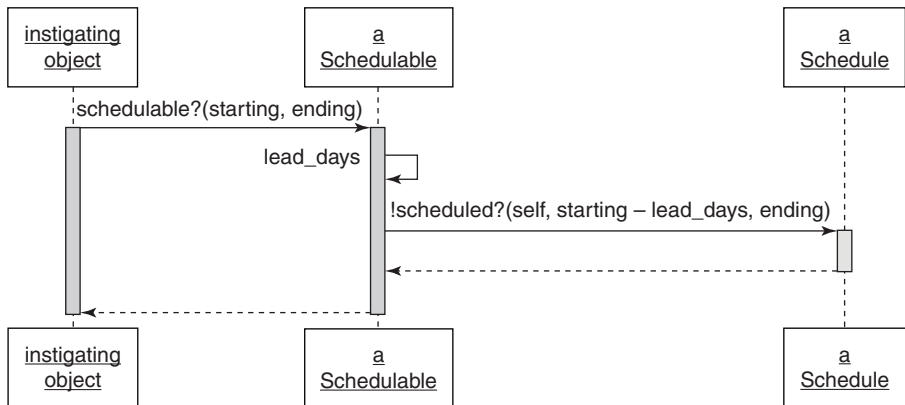 instigating
object
a
Schedulable
a
Schedule
schedulable?(starting, ending)
lead_days
!scheduled?(self, starting – lead_days, ending)
instigating
object
a
Schedulable
a
Schedule